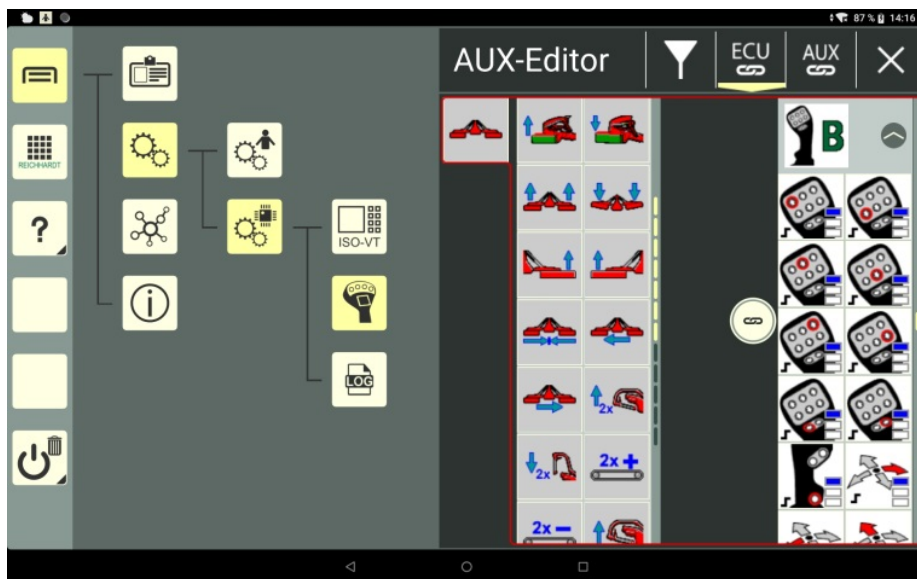 87 % 14:16
AUX-Editor
ECU
AUX
REICHHARDT
?
ISO-VT
LOG
B
2x
2x
2x +
2x −